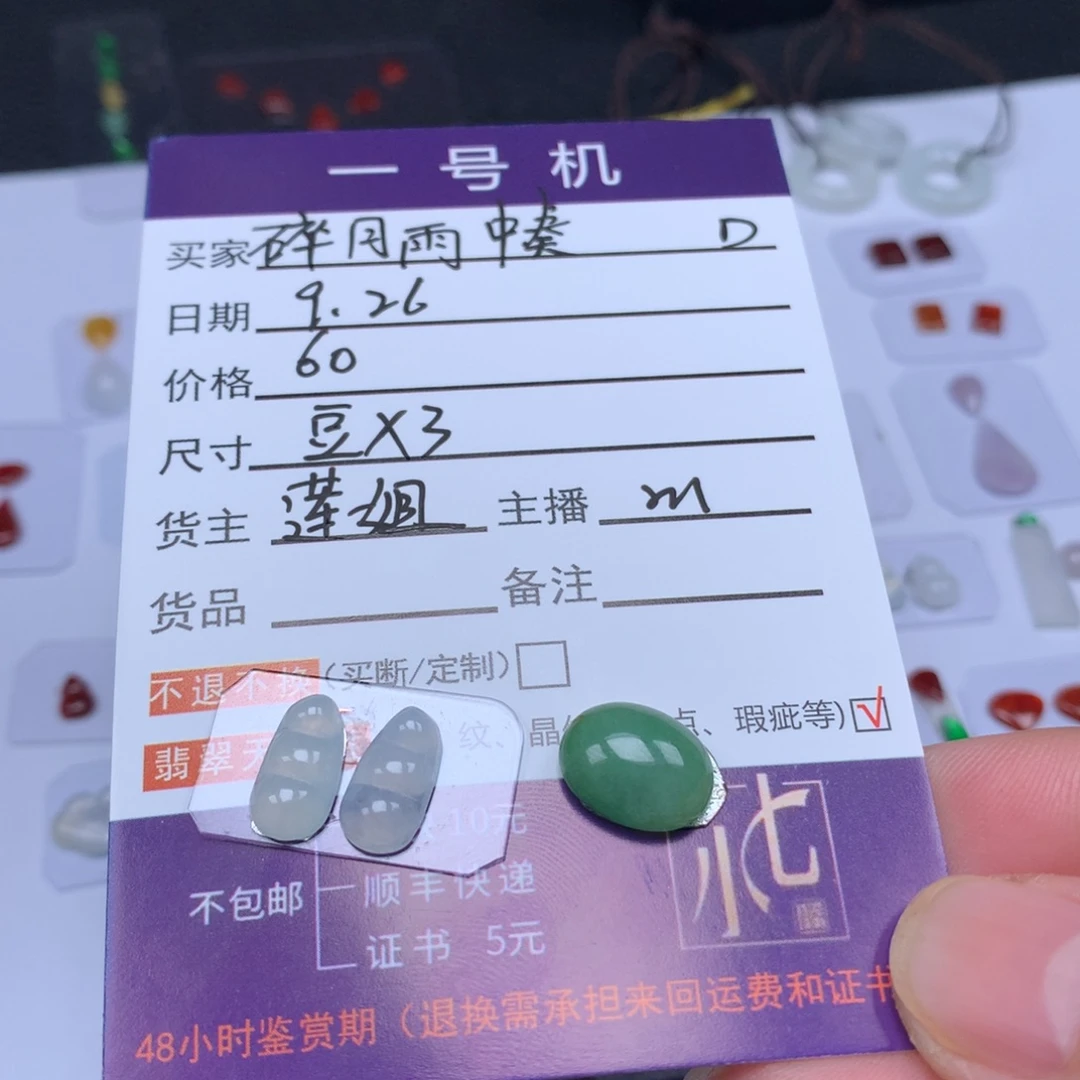 一号机
买家 碎月雨 D
日期 9.26
价格 60
尺寸 豆X3
货主 莲姐 主播 m
货品 备注
不退不换(买断/定制)
翡翠天 纹、晶 点、瑕疵等)√
10元
不包邮 顺丰快递
证书 5元
48小时鉴赏期（退换需承担来回运费和证书